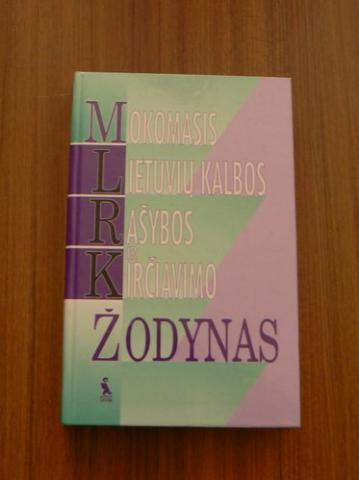 MOKOMASIS
LIETUVIŲ KALBOS
RAŠYBOS
IR
KIRČIAVIMO
ŽODYNAS